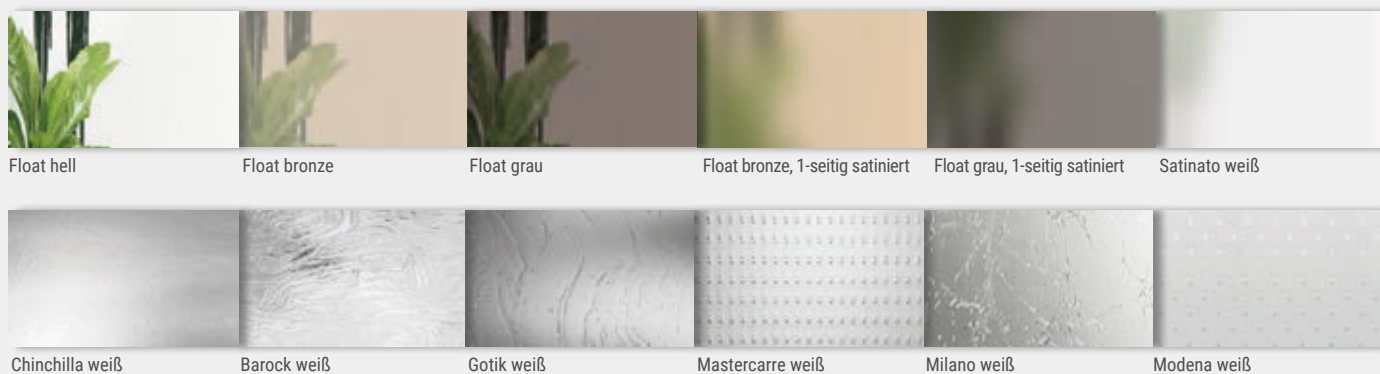 Float hell
Float bronze
Float grau
Float bronze, 1-seitig satiniert
Float grau, 1-seitig satiniert
Satinato weiß
Chinchilla weiß
Barock weiß
Gotik weiß
Mastercarre weiß
Milano weiß
Modena weiß